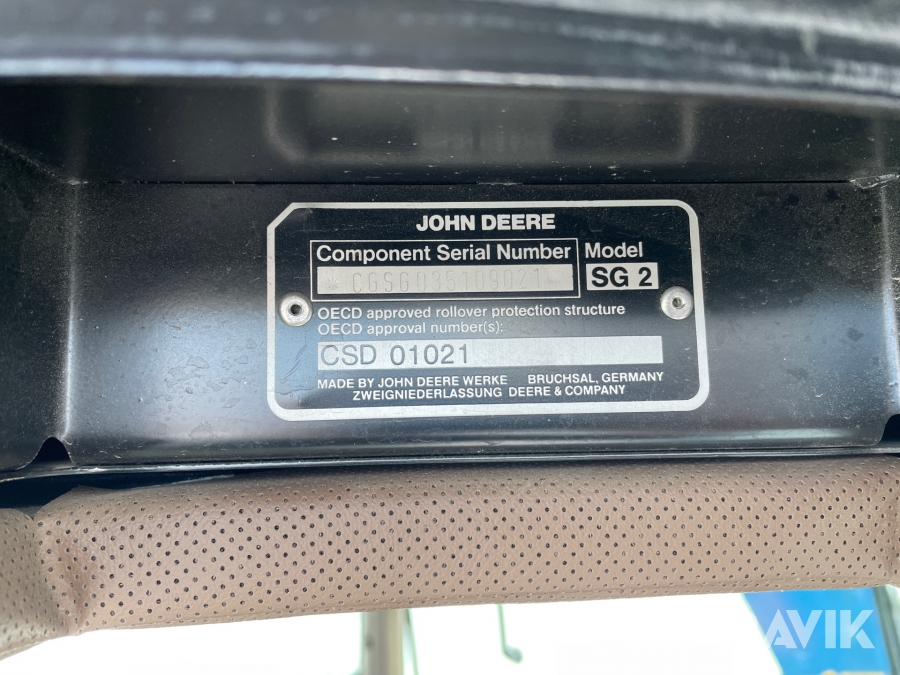 JOHN DEERE
Component Serial Number Model
* CGSG035109021 * SG 2
OECD approved rollover protection structure
OECD approval number(s):
CSD 01021
MADE BY JOHN DEERE WERKE BRUCHSAL, GERMANY
ZWEIGNIEDERLASSUNG DEERE & COMPANY
AVIK